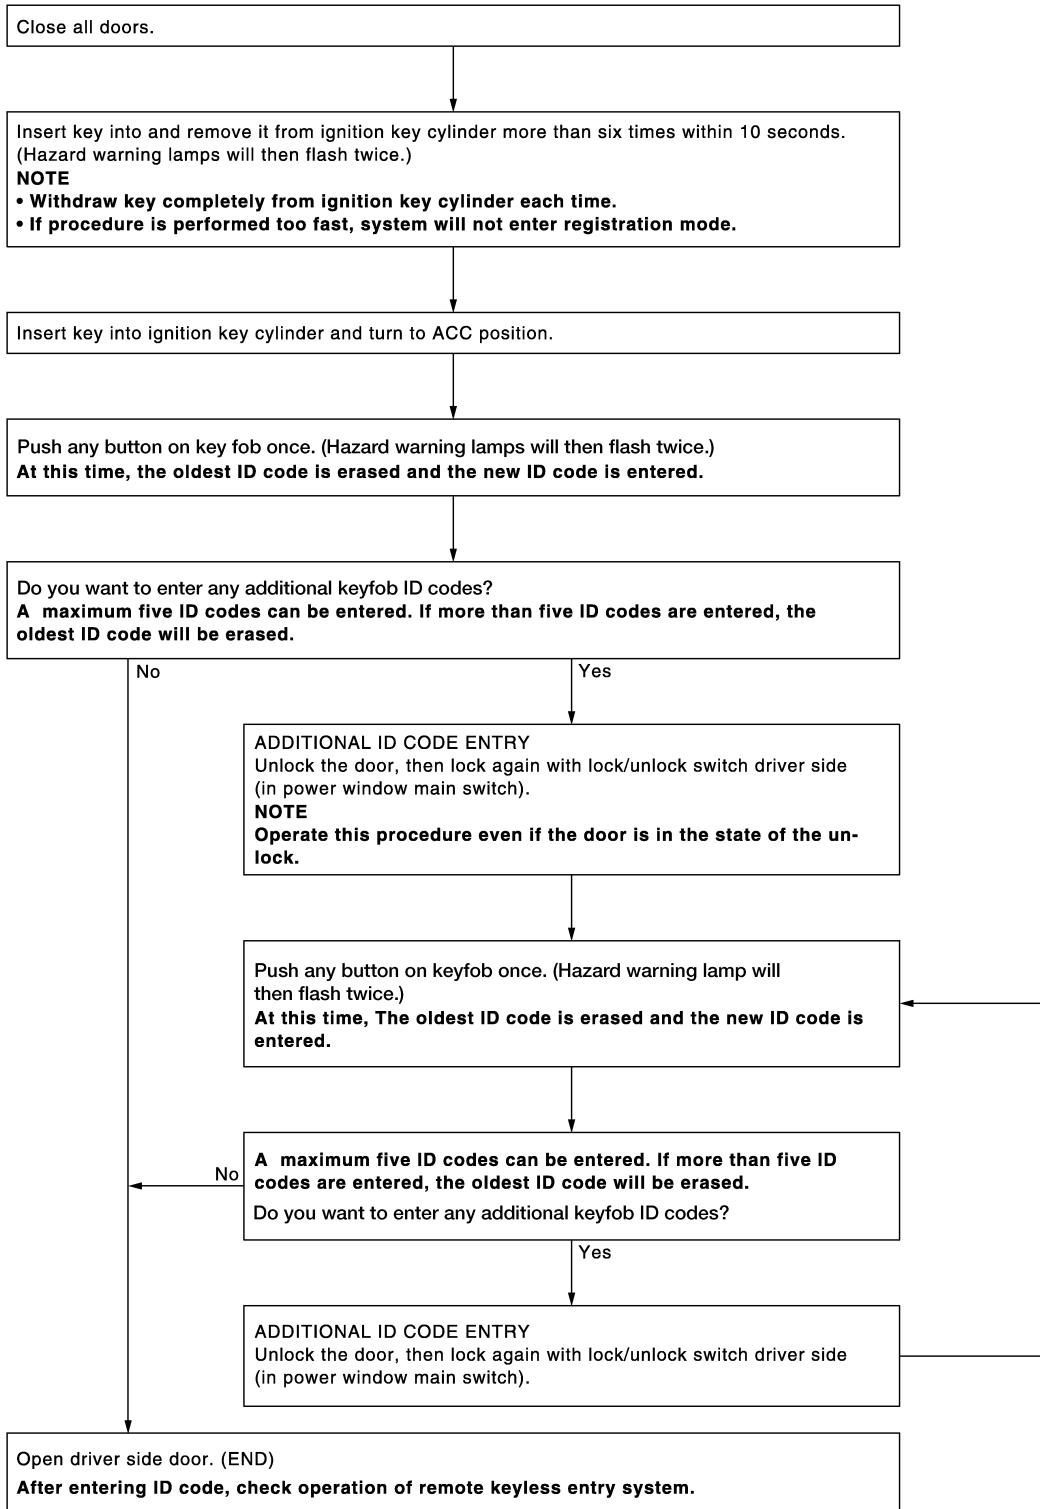 Close all doors.
Insert key into and remove it from ignition key cylinder more than six times within 10 seconds.
(Hazard warning lamps will then flash twice.)
NOTE
• Withdraw key completely from ignition key cylinder each time.
• If procedure is performed too fast, system will not enter registration mode.
Insert key into ignition key cylinder and turn to ACC position.
Push any button on key fob once. (Hazard warning lamps will then flash twice.)
At this time, the oldest ID code is erased and the new ID code is entered.
Do you want to enter any additional keyfob ID codes?
A maximum five ID codes can be entered. If more than five ID codes are entered, the
oldest ID code will be erased.
No
Yes
ADDITIONAL ID CODE ENTRY
Unlock the door, then lock again with lock/unlock switch driver side
(in power window main switch).
NOTE
Operate this procedure even if the door is in the state of the un-
lock.
Push any button on keyfob once. (Hazard warning lamp will
then flash twice.)
At this time, The oldest ID code is erased and the new ID code is
entered.
No
A maximum five ID codes can be entered. If more than five ID
codes are entered, the oldest ID code will be erased.
Do you want to enter any additional keyfob ID codes?
Yes
ADDITIONAL ID CODE ENTRY
Unlock the door, then lock again with lock/unlock switch driver side
(in power window main switch).
Open driver side door. (END)
After entering ID code, check operation of remote keyless entry system.